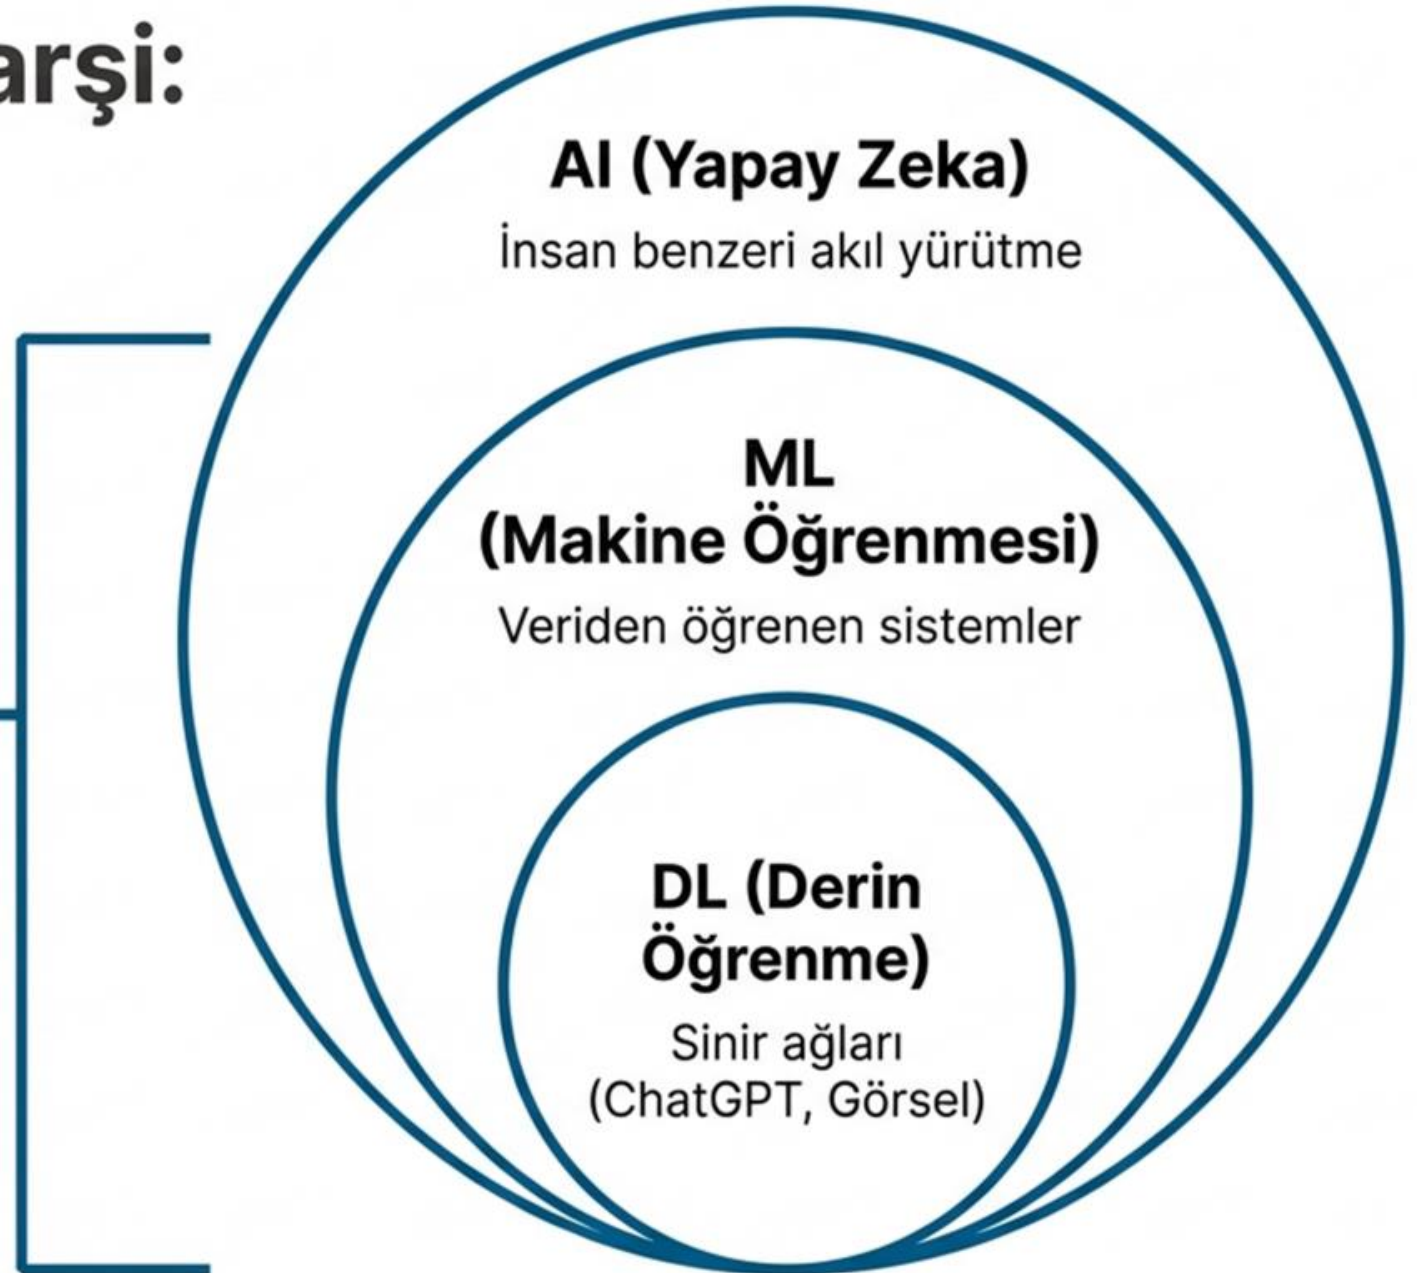 arşi:
AI (Yapay Zeka)
İnsan benzeri akıl yürütme
ML
(Makine Öğrenmesi)
Veriden öğrenen sistemler
DL (Derin
Öğrenme)
Sinir ağları
(ChatGPT, Görsel)